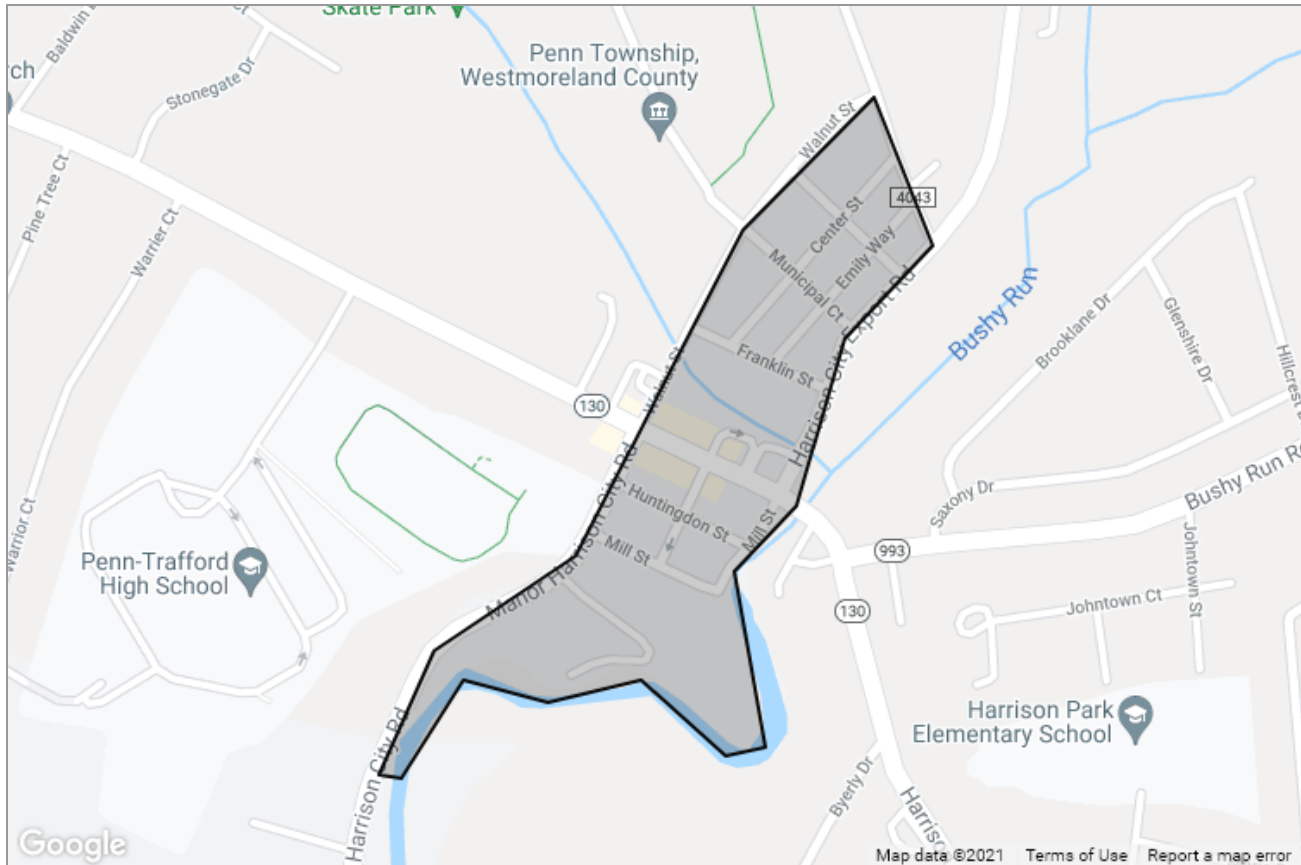 Skate Park
Ct
Baldwin
rch
Stonegate Dr
Penn Township,
Westmoreland County
Walnut St
Pine Tree Ct
Warrier Ct
4043
Center St
Emily Way
Municipal Ct
Harrison City Export Rd
Franklin St
Bushy Run
Brooklane Dr
Glenshire Dr
Hillcrest
Walnut St
130
Manor Harrison City Rd
Huntingdon St
Mill St
Mill St
Saxony Dr
Bushy Run R
993
Warrior Ct
Penn-Trafford
High School
Johntown St
Johntown Ct
130
Harrison Park
Elementary School
Harrison City Rd
Byerly Dr
Harriso
Google
Map data ©2021 Terms of Use Report a map error